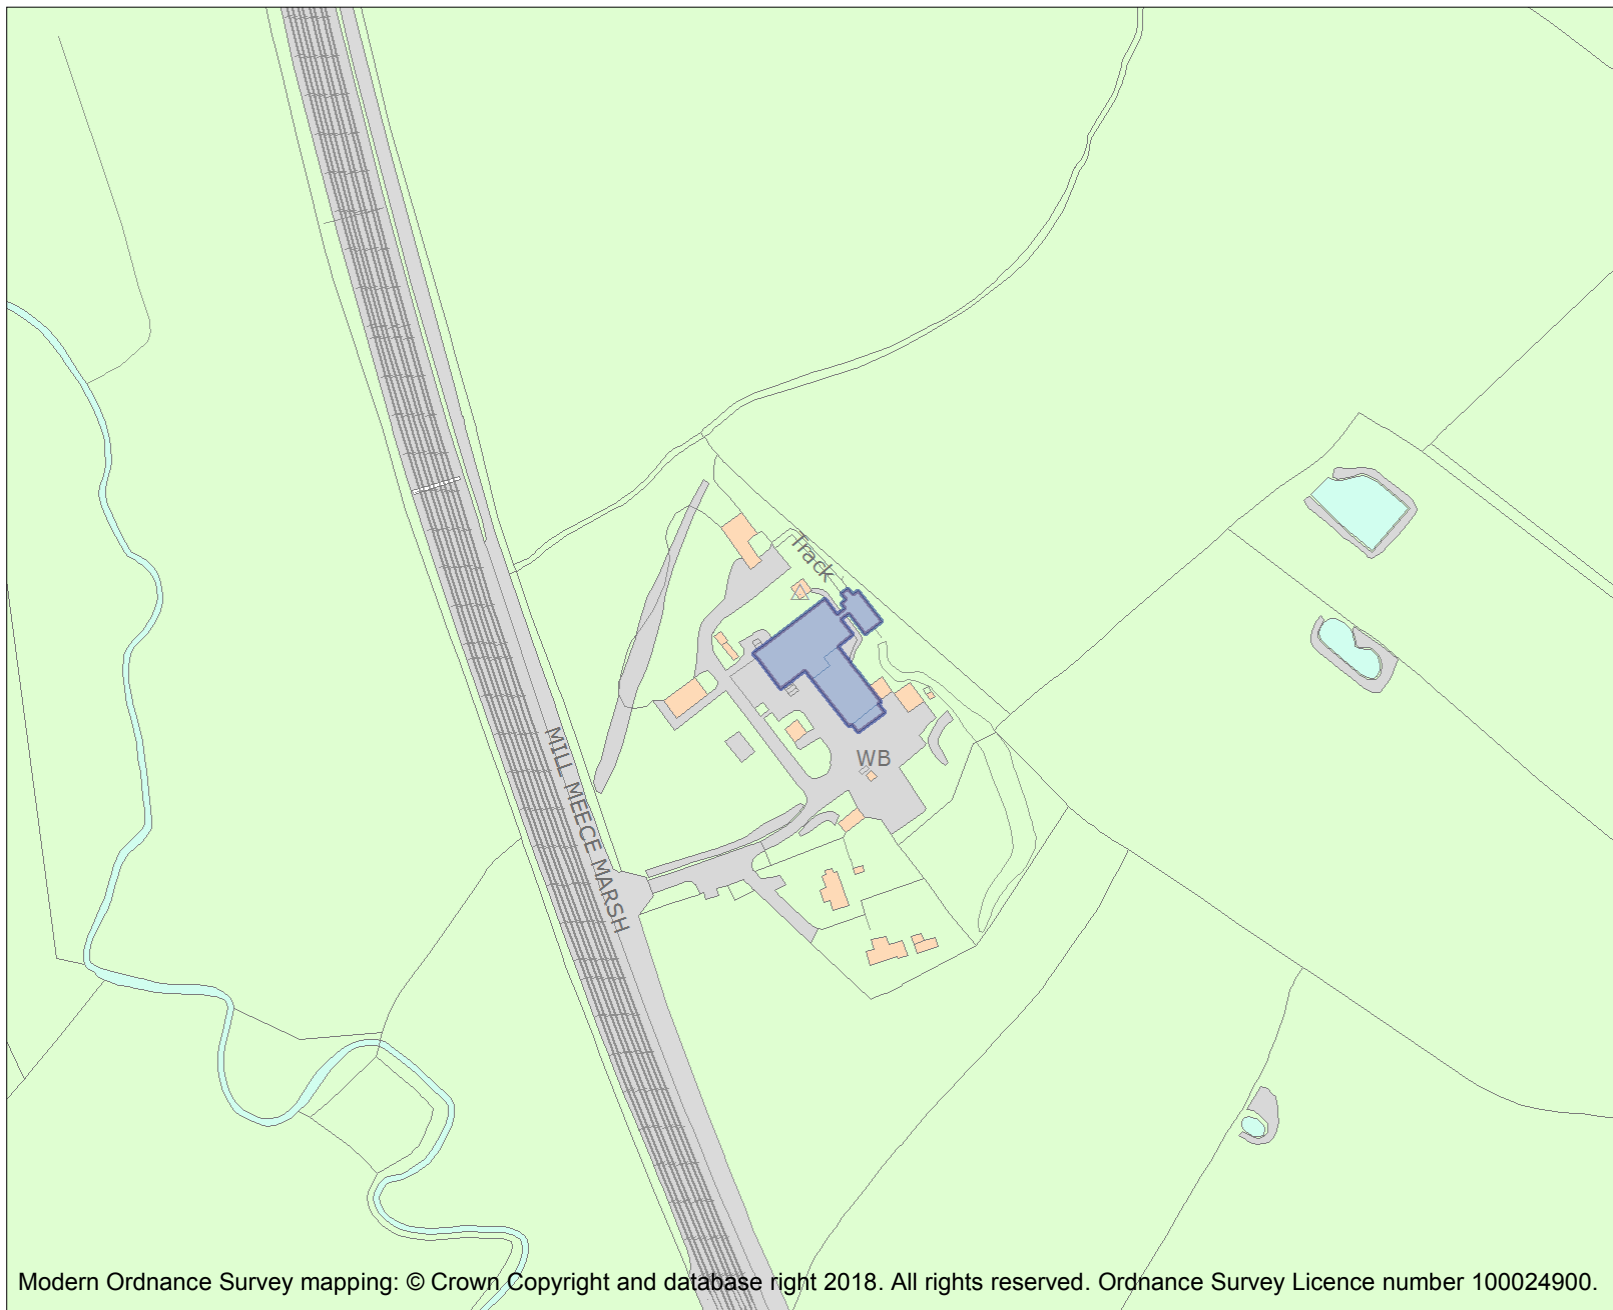 Track
WB
MILL MEECE MARSH
Modern Ordnance Survey mapping: © Crown Copyright and database right 2018. All rights reserved. Ordnance Survey Licence number 100024900.